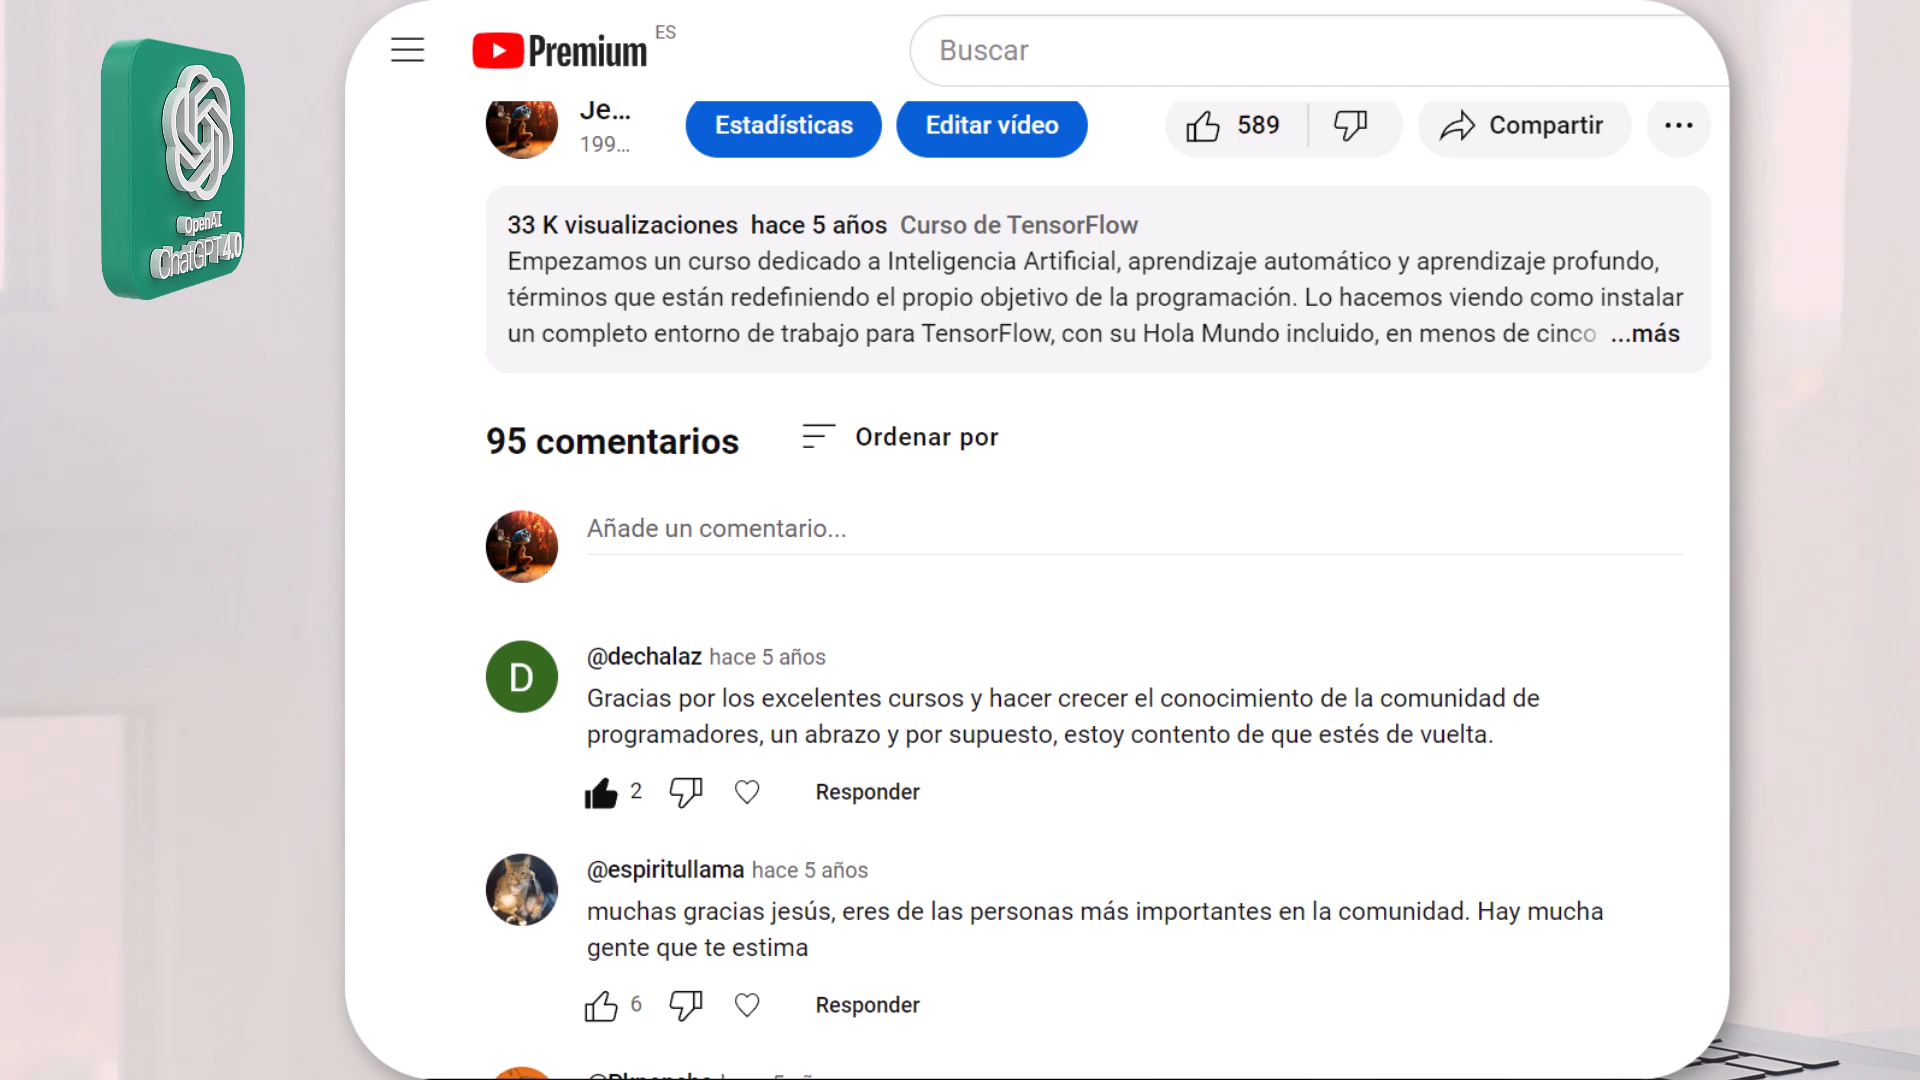 ES
Premium
Buscar
Je...
199...
Estadísticas
Editar vídeo
589
Compartir
OpenAI
ChatGPT 4.0
33 K visualizaciones hace 5 años Curso de TensorFlow
Empezamos un curso dedicado a Inteligencia Artificial, aprendizaje automático y aprendizaje profundo,
términos que están redefiniendo el propio objetivo de la programación. Lo hacemos viendo como instalar
un completo entorno de trabajo para TensorFlow, con su Hola Mundo incluido, en menos de cinco ...más
95 comentarios
Ordenar por
Añade un comentario...
D
@dechalaz hace 5 años
Gracias por los excelentes cursos y hacer crecer el conocimiento de la comunidad de
programadores, un abrazo y por supuesto, estoy contento de que estés de vuelta.
2
Responder
@espiritullama hace 5 años
muchas gracias jesús, eres de las personas más importantes en la comunidad. Hay mucha
gente que te estima
6
Responder